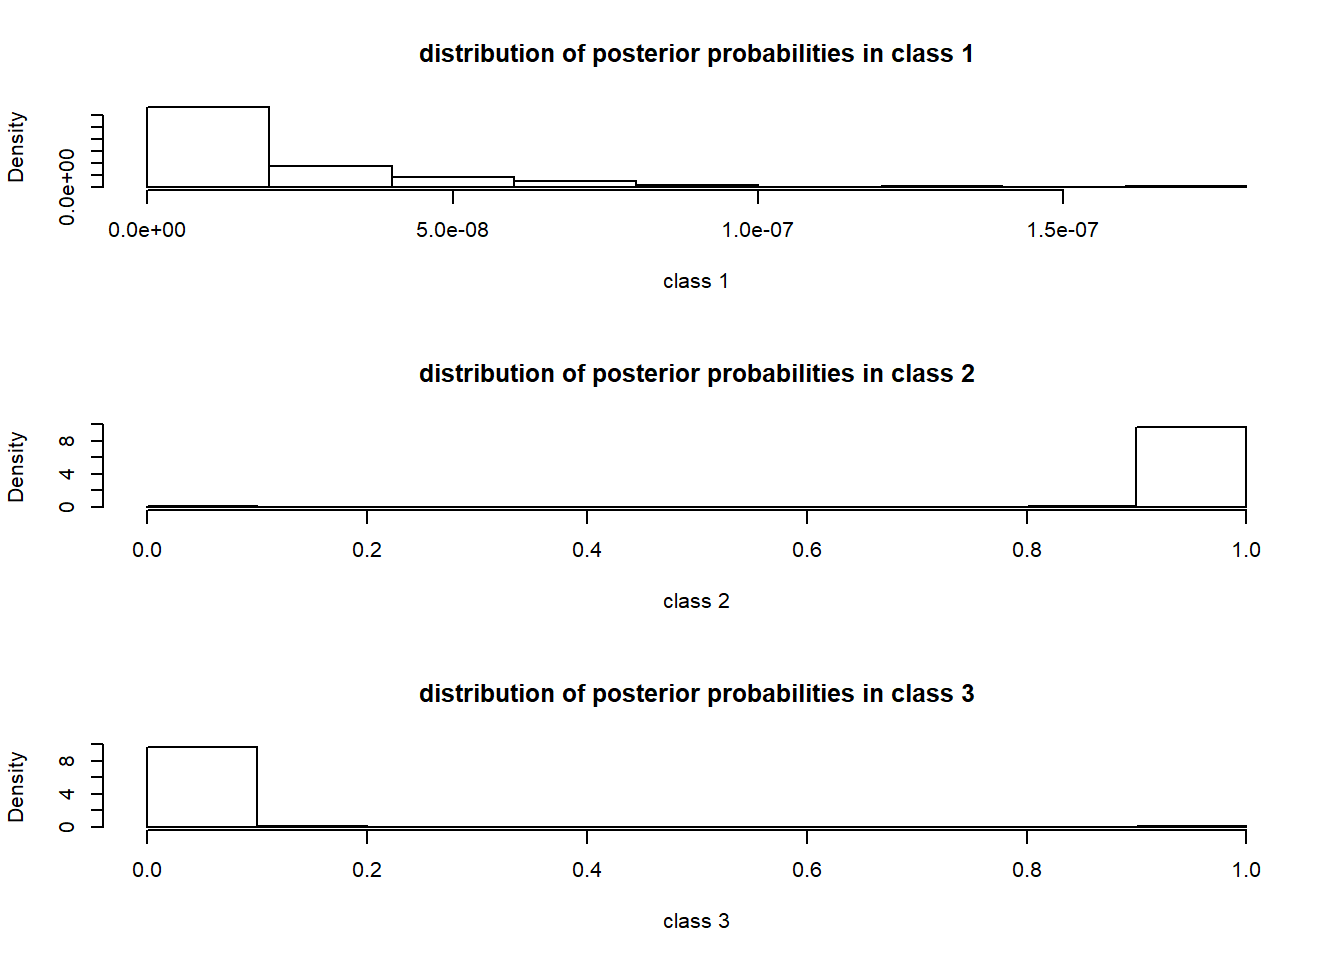 distribution of posterior probabilities in class 1
Density
0.0e+00
0.0e+00 5.0e-08 1.0e-07 1.5e-07
class 1
distribution of posterior probabilities in class 2
Density
0 4 8
0.0 0.2 0.4 0.6 0.8 1.0
class 2
distribution of posterior probabilities in class 3
Density
0 4 8
0.0 0.2 0.4 0.6 0.8 1.0
class 3